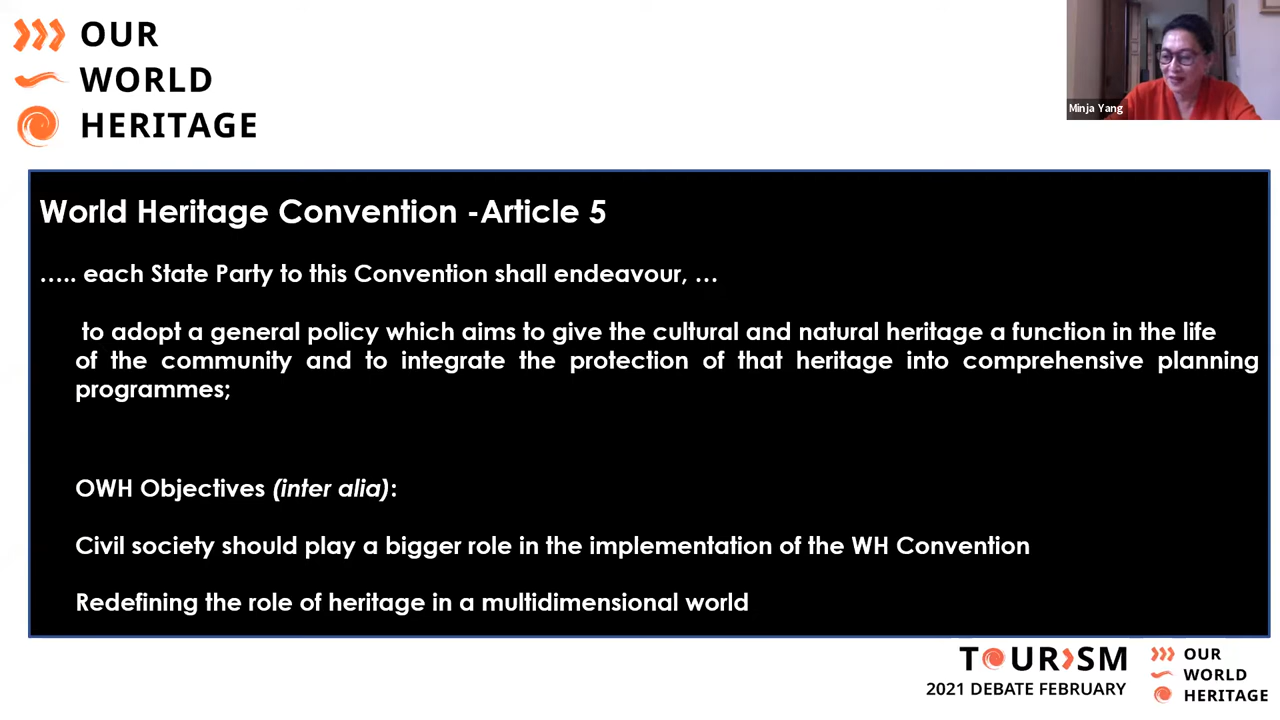 OUR
WORLD
HERITAGE
Minja Yang
World Heritage Convention -Article 5
….. each State Party to this Convention shall endeavour, …
to adopt a general policy which aims to give the cultural and natural heritage a function in the life
of the community and to integrate the protection of that heritage into comprehensive planning
programmes;
OWH Objectives (inter alia):
Civil society should play a bigger role in the implementation of the WH Convention
Redefining the role of heritage in a multidimensional world
TOURISM
2021 DEBATE FEBRUARY
OUR
WORLD
HERITAGE